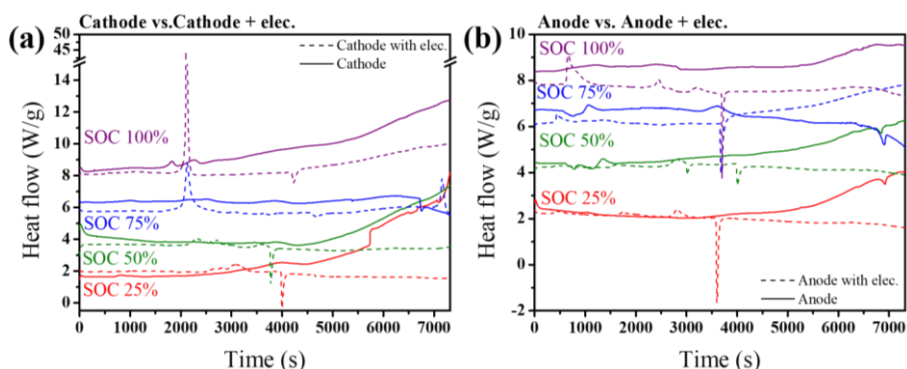 Cathode vs.Cathode + elec.
(a)
50
45
14
12
10
8
6
4
2
0
Heat flow (W/g)
Cathode with elec.
Cathode
SOC 100%
SOC 75%
SOC 50%
SOC 25%
0 1000 2000 3000 4000 5000 6000 7000
Time (s)
Anode vs. Anode + elec.
(b)
10
8
6
4
2
0
-2
Heat flow (W/g)
SOC 100%
SOC 75%
SOC 50%
SOC 25%
Anode with elec.
Anode
0 1000 2000 3000 4000 5000 6000 7000
Time (s)